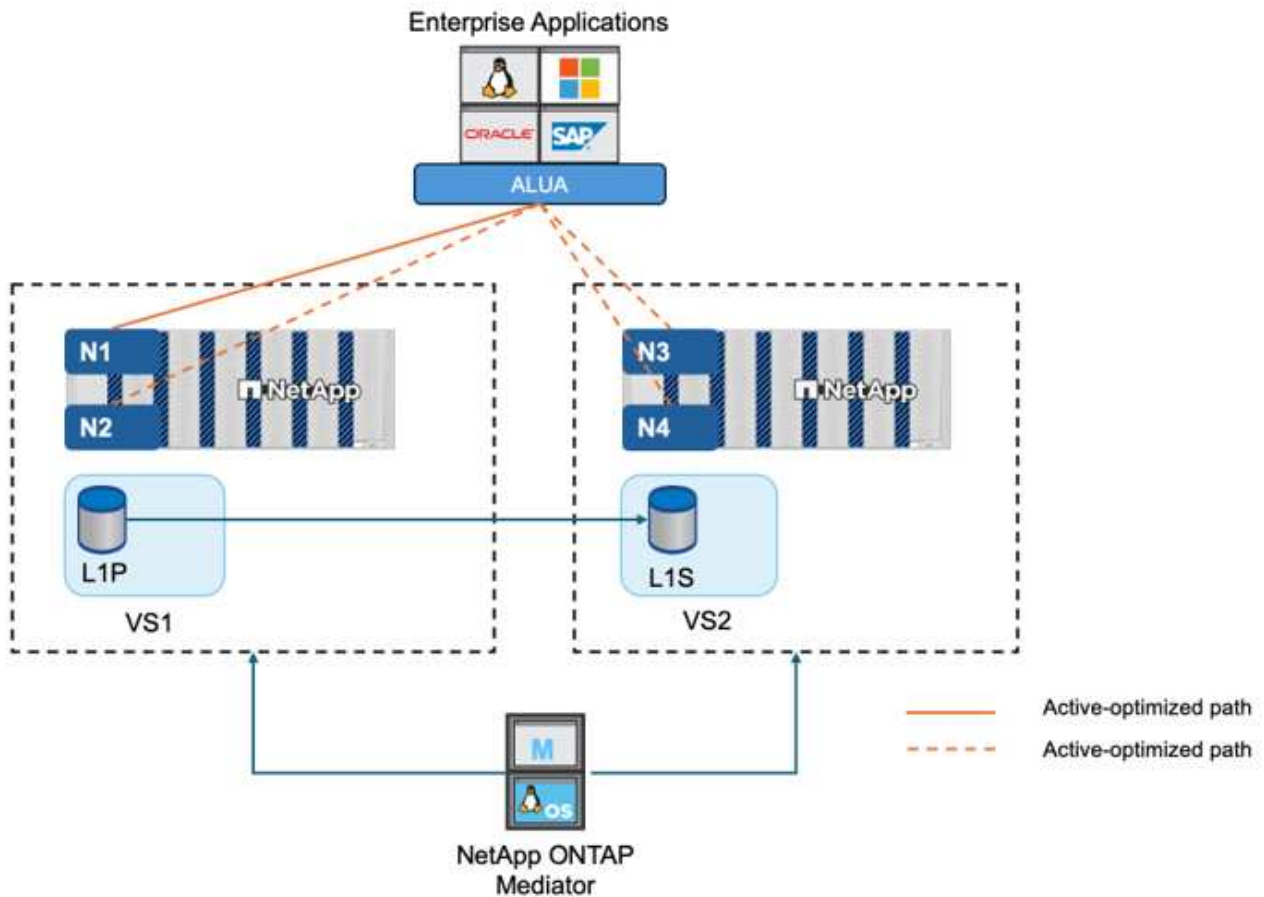 Enterprise Applications
ORACLE
SAP
ALUA
N1
N2
NetApp
N3
N4
NetApp
L1P
VS1
L1S
VS2
M
OS
NetApp ONTAP
Mediator
Active-optimized path
Active-optimized path